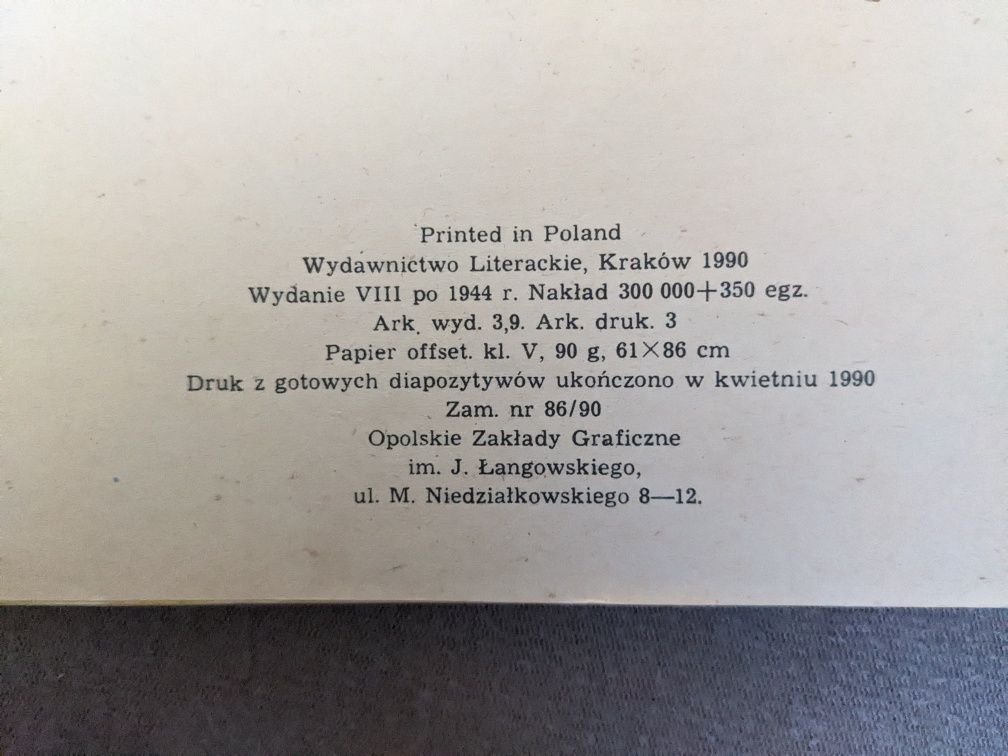 Printed in Poland
Wydawnictwo Literackie, Kraków 1990
Wydanie VIII po 1944 r. Nakład 300 000+350 egz.
Ark. wyd. 3,9. Ark. druk. 3
Papier offset. kl. V, 90 g, 61×86 cm
Druk z gotowych diapozytywów ukończono w kwietniu 1990
Zam. nr 86/90
Opolskie Zakłady Graficzne
im. J. Łangowskiego,
ul. M. Niedziałkowskiego 8—12.